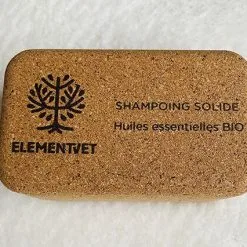 SHAMPOING SOLIDE
Huiles essentielles BIO
ELEMENTVET